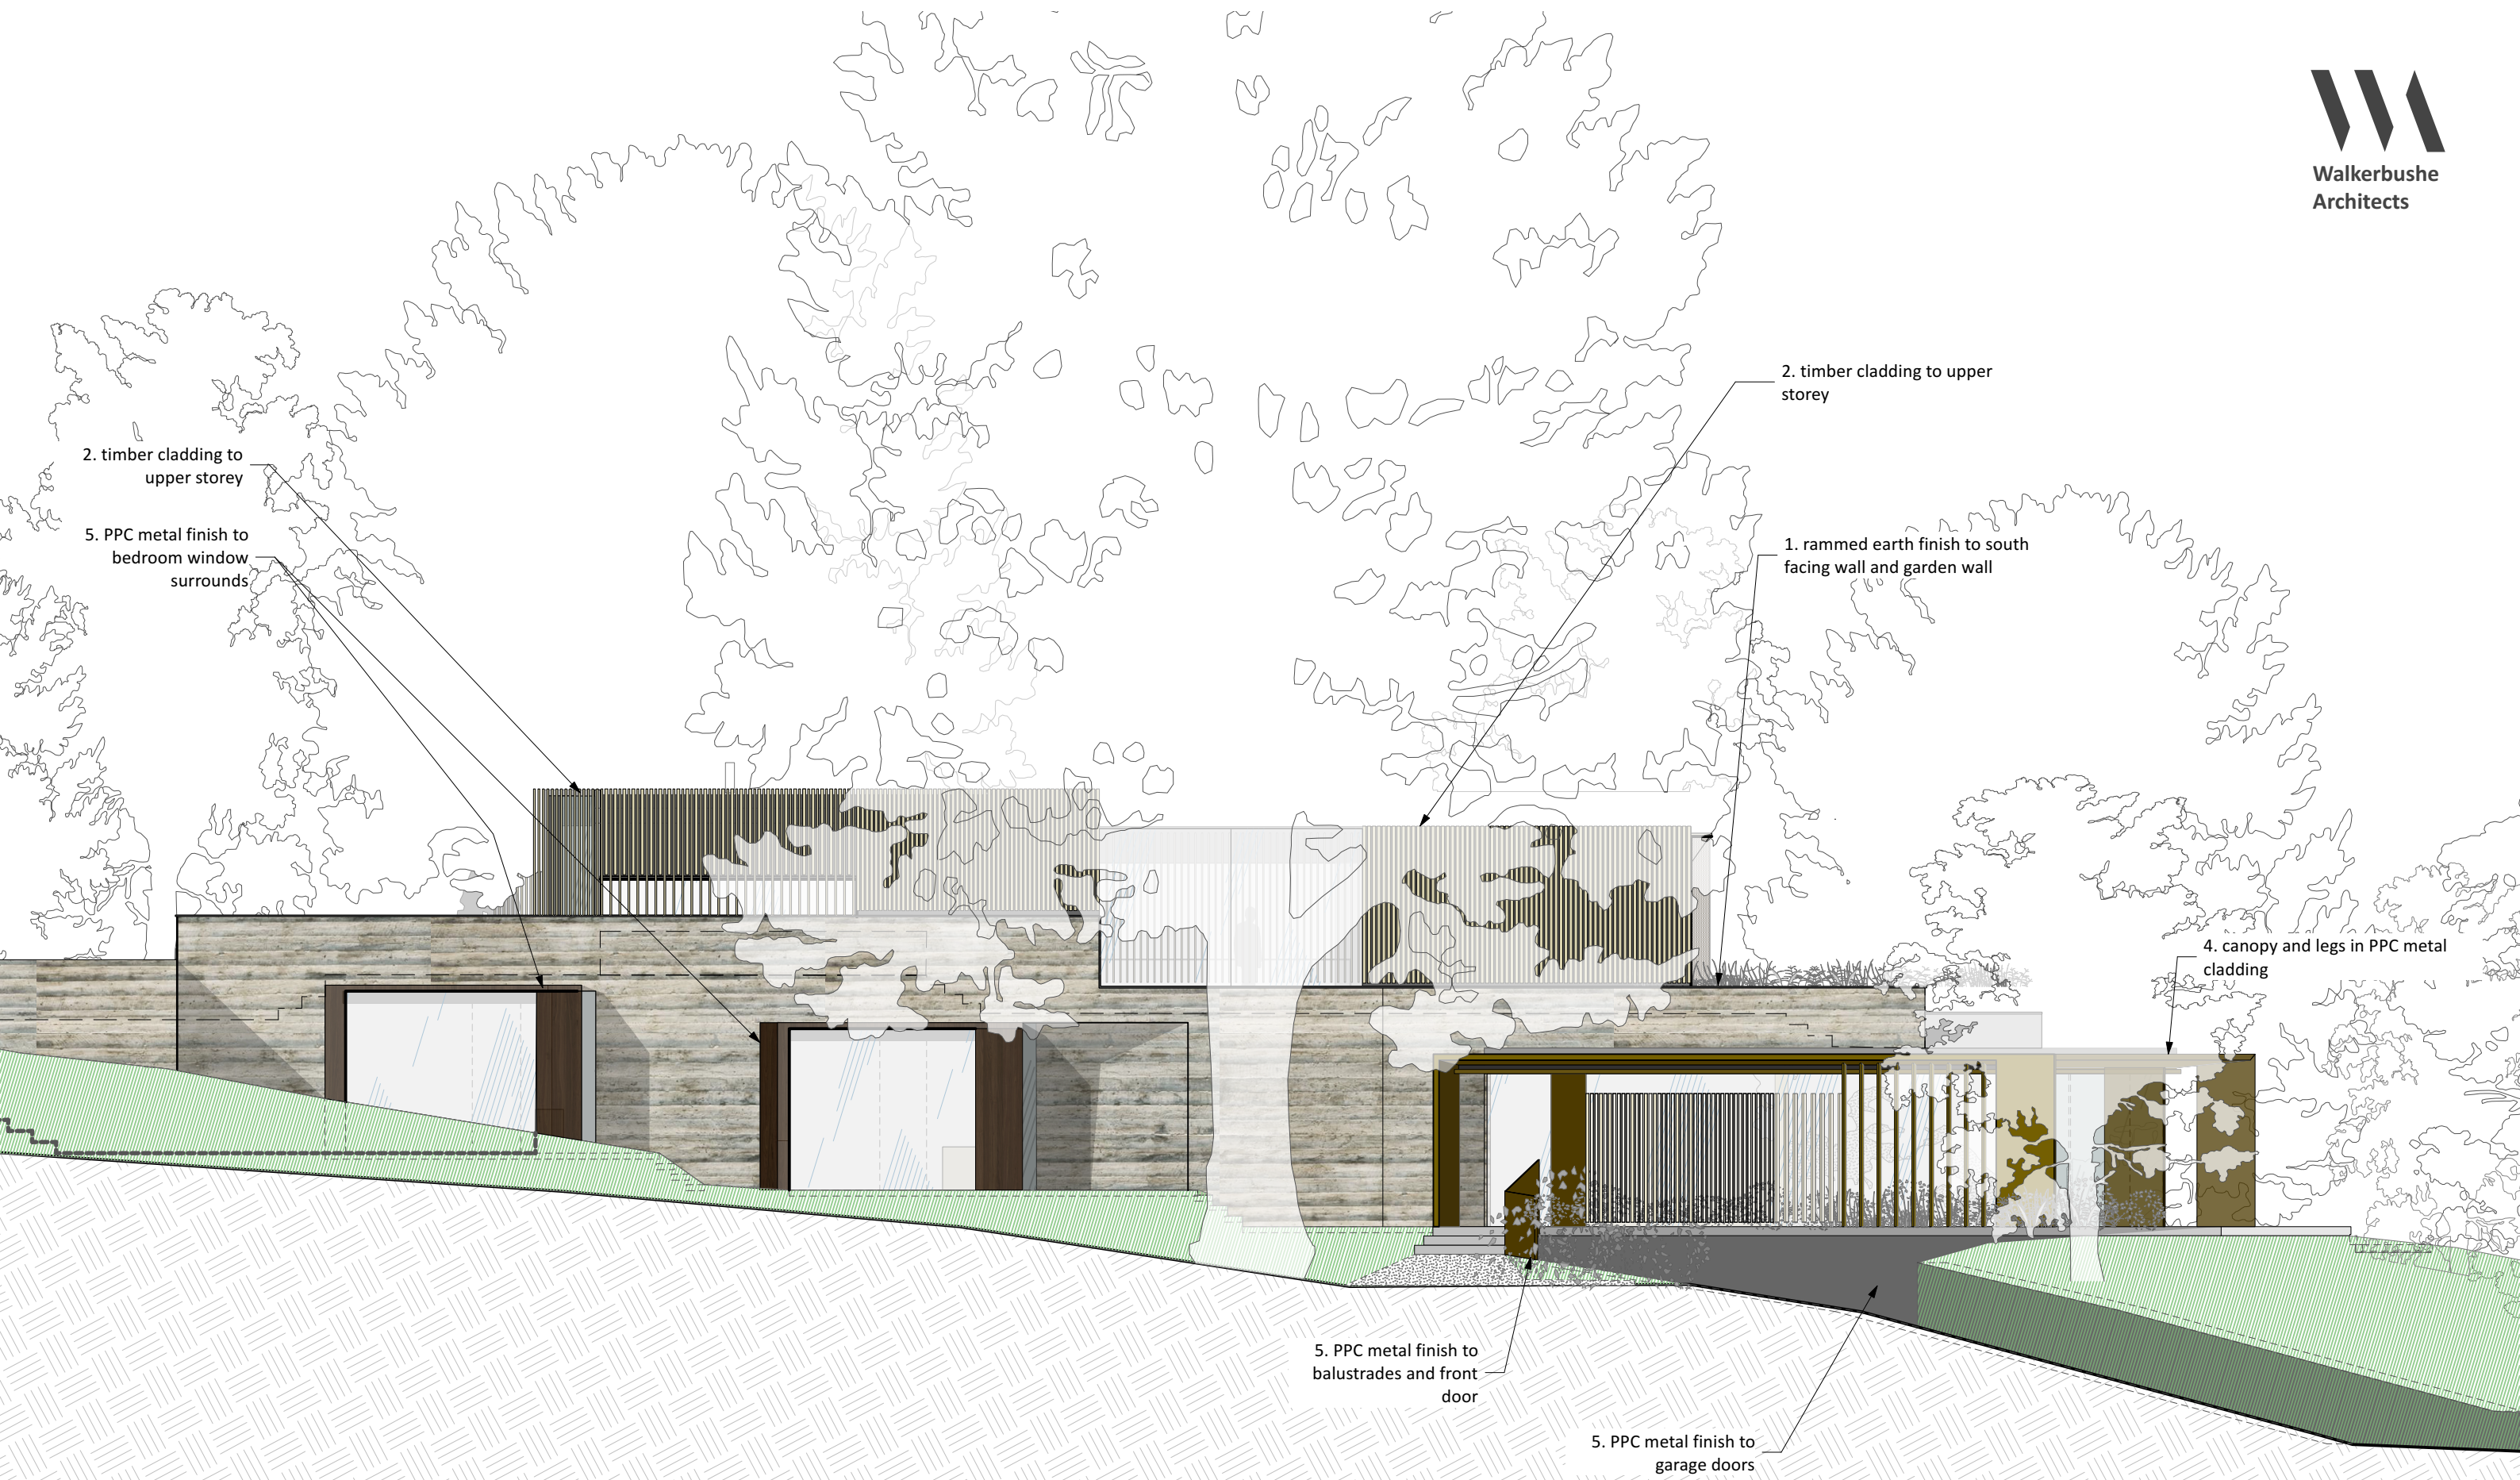 Walkerbushe
Architects
2. timber cladding to upper
storey
2. timber cladding to
upper storey
5. PPC metal finish to
bedroom window
surrounds
1. rammed earth finish to south
facing wall and garden wall
4. canopy and legs in PPC metal
cladding
5. PPC metal finish to
balustrades and front
door
5. PPC metal finish to
garage doors